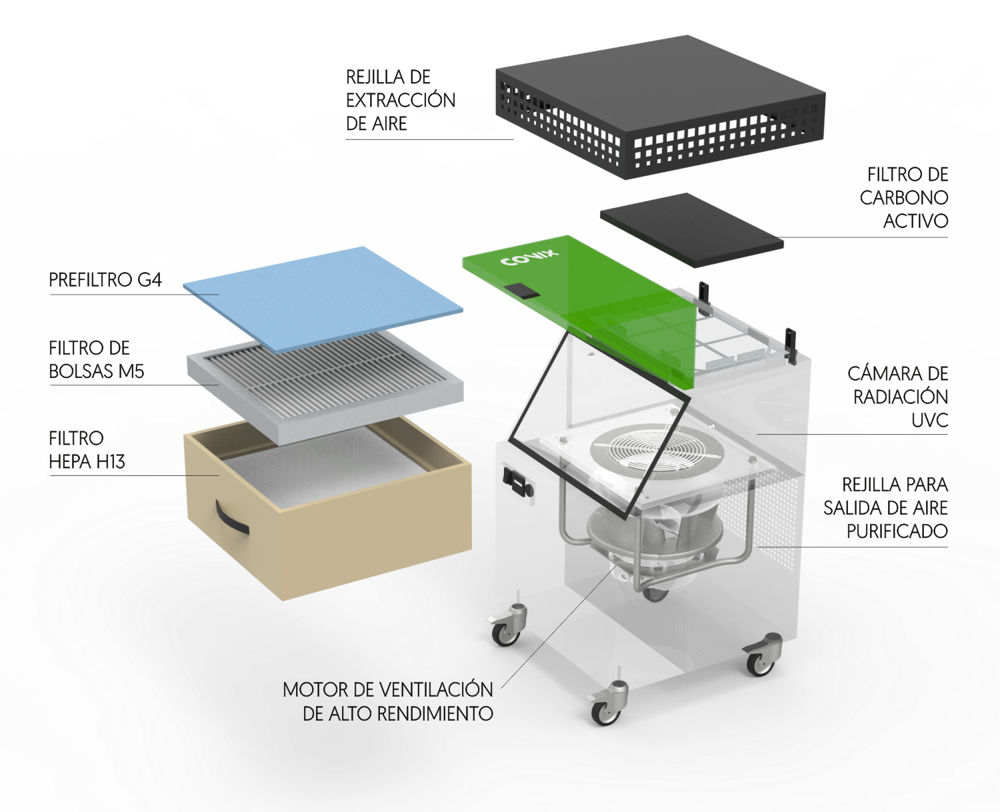 REJILLA DE
EXTRACCIÓN
DE AIRE
FILTRO DE
CARBONO
ACTIVO
COVIX
PREFILTRO G4
FILTRO DE
BOLSAS M5
FILTRO
HEPA H13
CÁMARA DE
RADIACIÓN
UVC
REJILLA PARA
SALIDA DE AIRE
PURIFICADO
MOTOR DE VENTILACIÓN
DE ALTO RENDIMIENTO